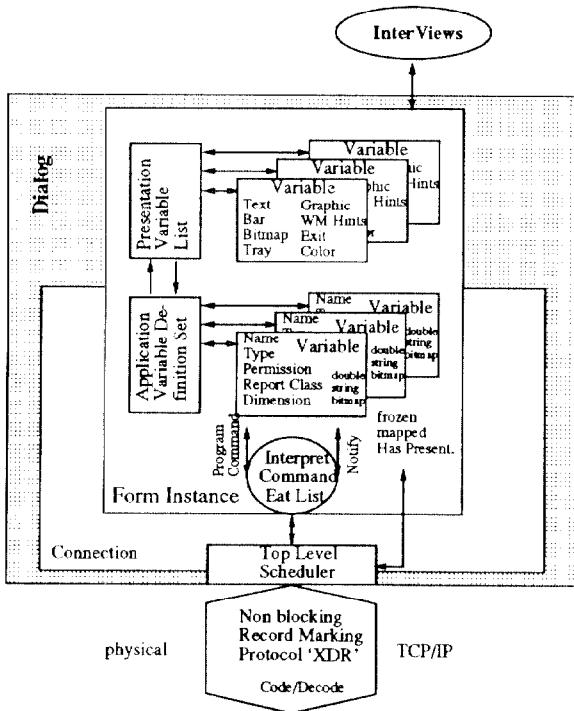 InterViews
Dialog
Presentation
Variable
List
Variable
Hints
Variable
Hints
Variable
Text Graphic
Bar WM Hints
Bitmap Exit
Tray Color
Application
Variable De-
finition Set
Name Variable
double
string
bitmap
Name Variable
double
string
bitmap
Name Variable
Type
Permission
Report Class
Dimension
double
string
bitmap
frozen
mapped
Has Present.
Program
Command
Notify
Interpret
Command
Eat List
Form Instance
Connection
Top Level
Scheduler
Non blocking
Record Marking
Protocol 'XDR'
Code/Decode
physical
TCP/IP